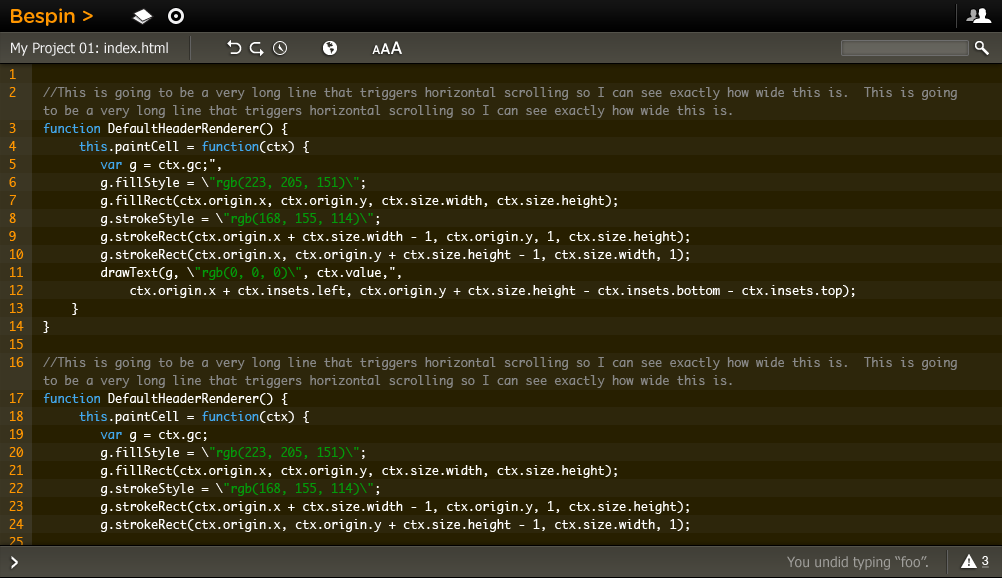 Bespin >
My Project 01: index.html
AAA
1
2 //This is going to be a very long line that triggers horizontal scrolling so I can see exactly how wide this is.  This is going
to be a very long line that triggers horizontal scrolling so I can see exactly how wide this is.
3 function DefaultHeaderRenderer() {
4     this.paintCell = function(ctx) {
5        var g = ctx.gc;",
6        g.fillStyle = \"rgb(223, 205, 151)\";
7        g.fillRect(ctx.origin.x, ctx.origin.y, ctx.size.width, ctx.size.height);
8        g.strokeStyle = \"rgb(168, 155, 114)\";
9        g.strokeRect(ctx.origin.x + ctx.size.width - 1, ctx.origin.y, 1, ctx.size.height);
10        g.strokeRect(ctx.origin.x, ctx.origin.y + ctx.size.height - 1, ctx.size.width, 1);
11        drawText(g, \"rgb(0, 0, 0)\", ctx.value,",
12            ctx.origin.x + ctx.insets.left, ctx.origin.y + ctx.size.height - ctx.insets.bottom - ctx.insets.top);
13    }
14 }
15
16 //This is going to be a very long line that triggers horizontal scrolling so I can see exactly how wide this is.  This is going
to be a very long line that triggers horizontal scrolling so I can see exactly how wide this is.
17 function DefaultHeaderRenderer() {
18     this.paintCell = function(ctx) {
19        var g = ctx.gc;
20        g.fillStyle = \"rgb(223, 205, 151)\";
21        g.fillRect(ctx.origin.x, ctx.origin.y, ctx.size.width, ctx.size.height);
22        g.strokeStyle = \"rgb(168, 155, 114)\";
23        g.strokeRect(ctx.origin.x + ctx.size.width - 1, ctx.origin.y, 1, ctx.size.height);
24        g.strokeRect(ctx.origin.x, ctx.origin.y + ctx.size.height - 1, ctx.size.width, 1);
25
You undid typing “foo”.
3